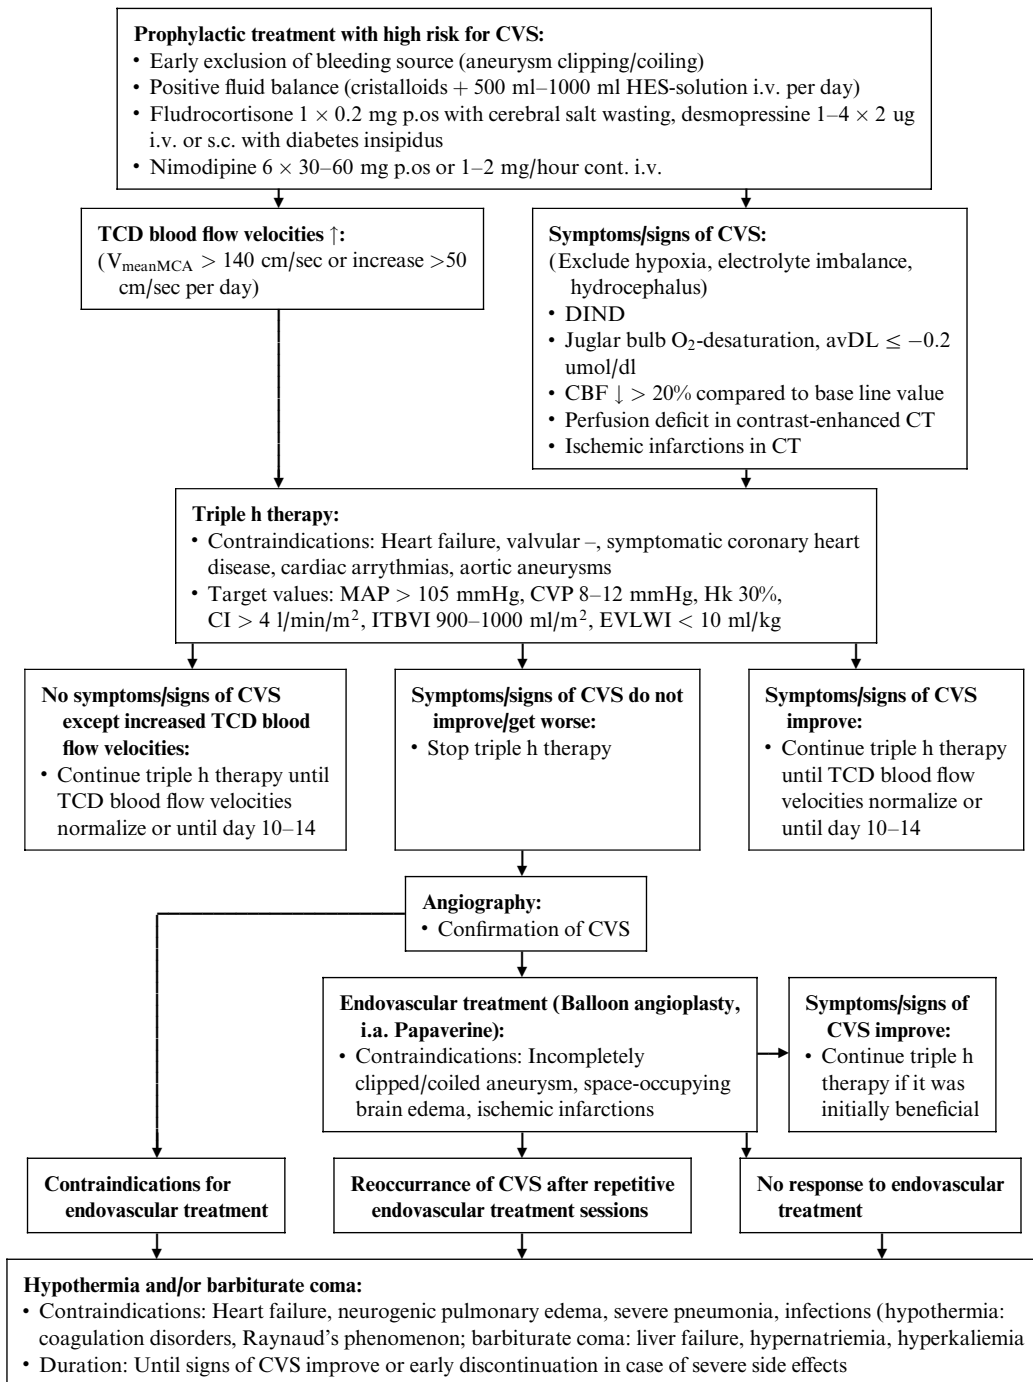 Prophylactic treatment with high risk for CVS:
• Early exclusion of bleeding source (aneurysm clipping/coiling)
• Positive fluid balance (cristalloids + 500 ml–1000 ml HES-solution i.v. per day)
• Fludrocortisone 1 × 0.2 mg p.os with cerebral salt wasting, desmopressine 1–4 × 2 ug
i.v. or s.c. with diabetes insipidus
• Nimodipine 6 × 30–60 mg p.os or 1–2 mg/hour cont. i.v.
TCD blood flow velocities ↑:
(V_meanMCA > 140 cm/sec or increase >50
cm/sec per day)
Symptoms/signs of CVS:
(Exclude hypoxia, electrolyte imbalance,
hydrocephalus)
• DIND
• Juglar bulb O₂-desaturation, avDL ≤ −0.2
umol/dl
• CBF ↓ > 20% compared to base line value
• Perfusion deficit in contrast-enhanced CT
• Ischemic infarctions in CT
Triple h therapy:
• Contraindications: Heart failure, valvular –, symptomatic coronary heart
disease, cardiac arrythmias, aortic aneurysms
• Target values: MAP > 105 mmHg, CVP 8–12 mmHg, Hk 30%,
CI > 4 l/min/m², ITBVI 900–1000 ml/m², EVLWI < 10 ml/kg
No symptoms/signs of CVS
except increased TCD blood
flow velocities:
• Continue triple h therapy until
TCD blood flow velocities
normalize or until day 10–14
Symptoms/signs of CVS do not
improve/get worse:
• Stop triple h therapy
Symptoms/signs of CVS
improve:
• Continue triple h therapy
until TCD blood flow
velocities normalize or
until day 10–14
Angiography:
• Confirmation of CVS
Endovascular treatment (Balloon angioplasty,
i.a. Papaverine):
• Contraindications: Incompletely
clipped/coiled aneurysm, space-occupying
brain edema, ischemic infarctions
Symptoms/signs of
CVS improve:
• Continue triple h
therapy if it was
initially beneficial
Contraindications for
endovascular treatment
Reoccurrance of CVS after repetitive
endovascular treatment sessions
No response to endovascular
treatment
Hypothermia and/or barbiturate coma:
• Contraindications: Heart failure, neurogenic pulmonary edema, severe pneumonia, infections (hypothermia:
coagulation disorders, Raynaud's phenomenon; barbiturate coma: liver failure, hypernatriemia, hyperkaliemia
• Duration: Until signs of CVS improve or early discontinuation in case of severe side effects